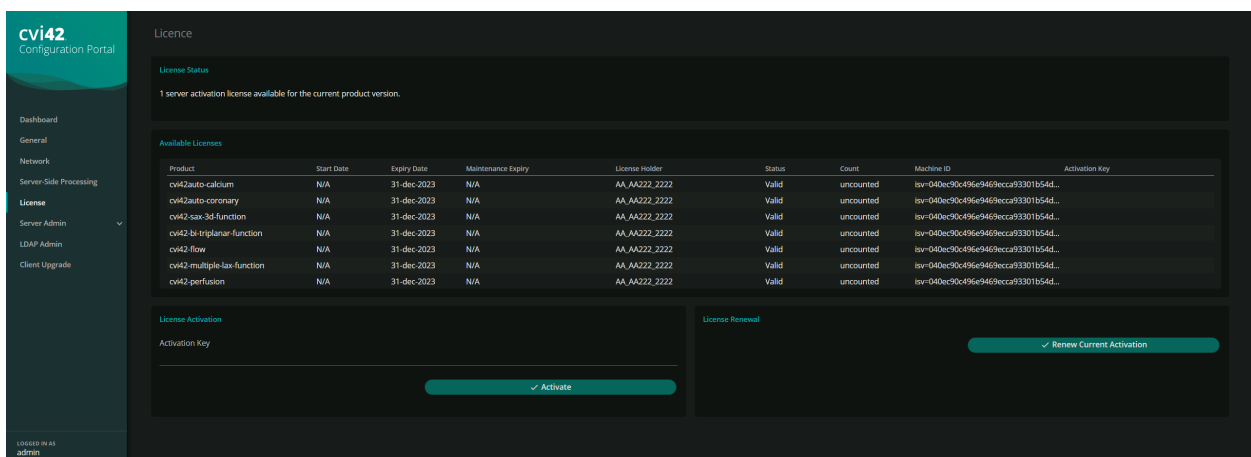 cvi42
Configuration Portal
Dashboard
General
Network
Server-Side Processing
License
Server Admin
LDAP Admin
Client Upgrade
LOGGED IN AS
admin
Licence
License Status
1 server activation license available for the current product version.
Available Licenses
Product Start Date Expiry Date Maintenance Expiry License Holder Status Count Machine ID Activation Key
cvi42auto-calcium N/A 31-dec-2023 N/A AA_AA222_2222 Valid uncounted isv=040ec90c496e9469ecca93301b54d...
cvi42auto-coronary N/A 31-dec-2023 N/A AA_AA222_2222 Valid uncounted isv=040ec90c496e9469ecca93301b54d...
cvi42-sax-3d-function N/A 31-dec-2023 N/A AA_AA222_2222 Valid uncounted isv=040ec90c496e9469ecca93301b54d...
cvi42-bi-triplanar-function N/A 31-dec-2023 N/A AA_AA222_2222 Valid uncounted isv=040ec90c496e9469ecca93301b54d...
cvi42-flow N/A 31-dec-2023 N/A AA_AA222_2222 Valid uncounted isv=040ec90c496e9469ecca93301b54d...
cvi42-multiple-lax-function N/A 31-dec-2023 N/A AA_AA222_2222 Valid uncounted isv=040ec90c496e9469ecca93301b54d...
cvi42-perfusion N/A 31-dec-2023 N/A AA_AA222_2222 Valid uncounted isv=040ec90c496e9469ecca93301b54d...
License Activation
Activation Key
Activate
License Renewal
Renew Current Activation